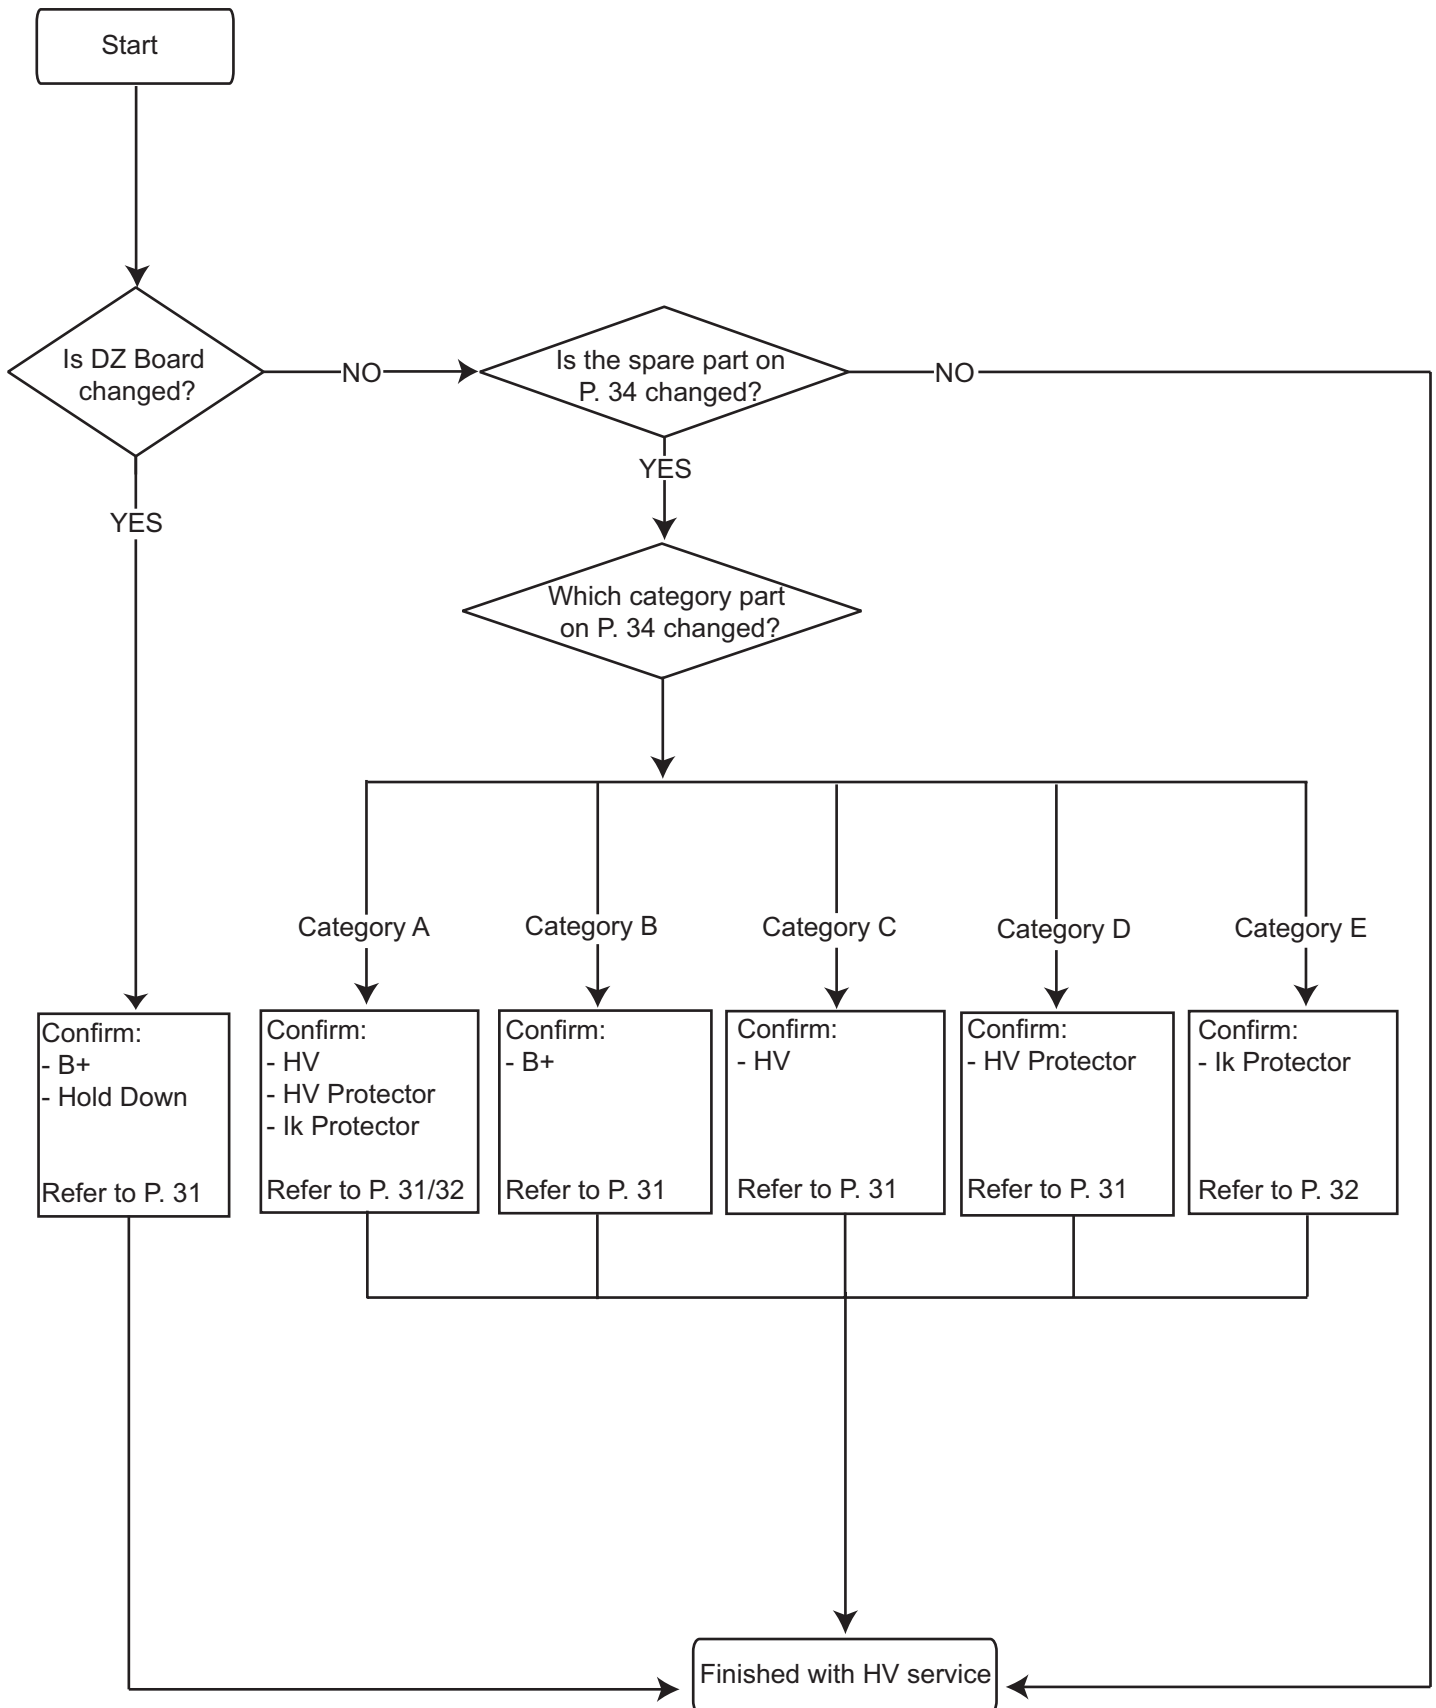 Start
Is DZ Board
changed?
NO
Is the spare part on
P. 34 changed?
NO
YES
YES
Which category part
on P. 34 changed?
Category A
Category B
Category C
Category D
Category E
Confirm:
- B+
- Hold Down
Refer to P. 31
Confirm:
- HV
- HV Protector
- Ik Protector
Refer to P. 31/32
Confirm:
- B+
Refer to P. 31
Confirm:
- HV
Refer to P. 31
Confirm:
- HV Protector
Refer to P. 31
Confirm:
- Ik Protector
Refer to P. 32
Finished with HV service